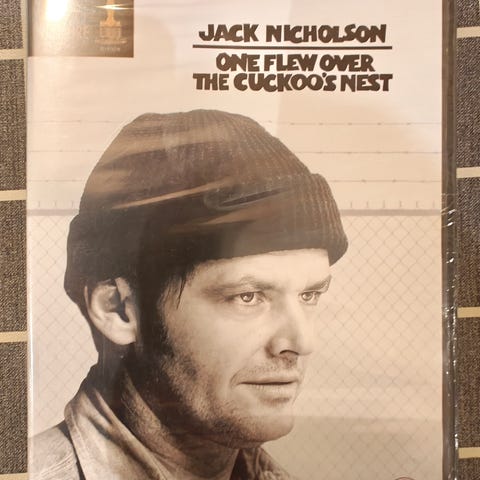 JACK NICHOLSON
ONE FLEW OVER
THE CUCKOO'S NEST